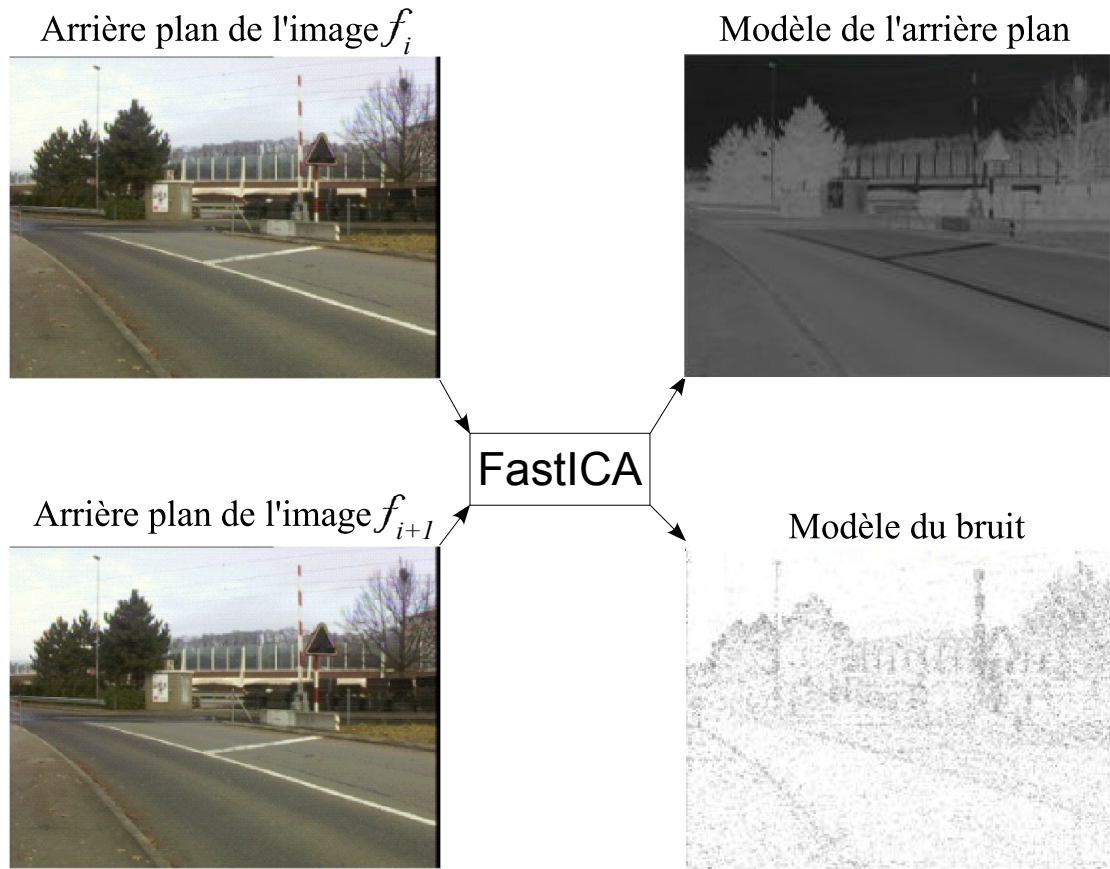 Arrière plan de l'image f_i
Modèle de l'arrière plan
FastICA
Arrière plan de l'image f_{i+1}
Modèle du bruit